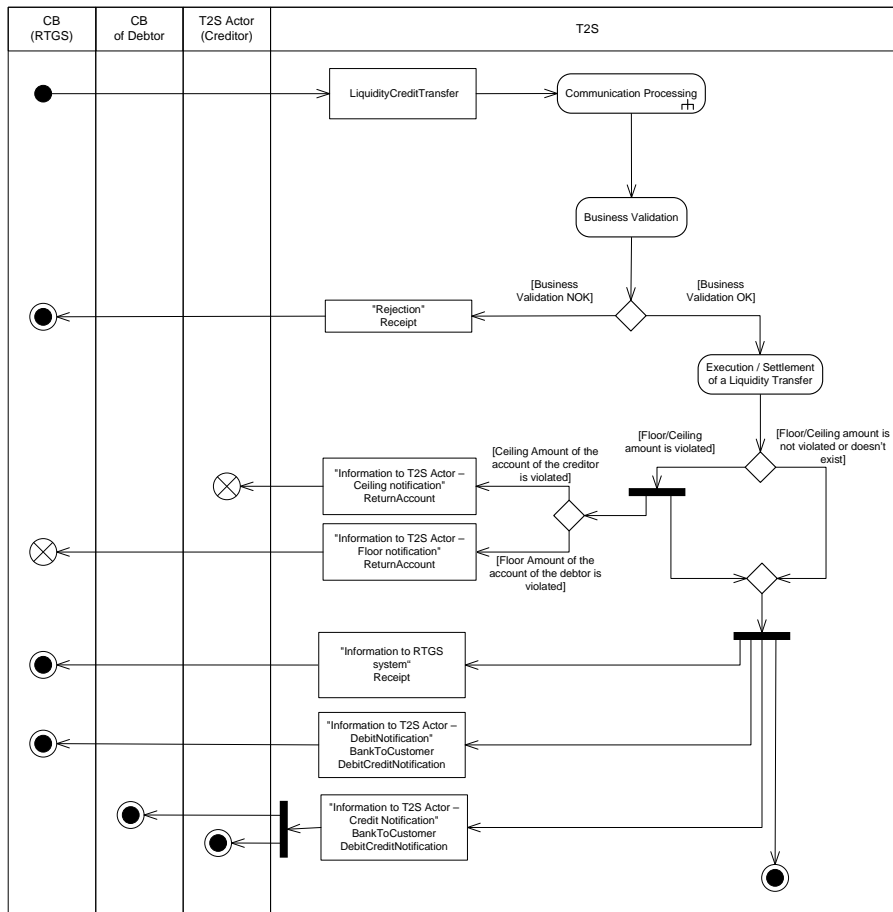 CB
(RTGS)
CB
of Debtor
T2S Actor
(Creditor)
T2S
LiquidityCreditTransfer
Communication Processing
Business Validation
[Business
Validation NOK]
[Business
Validation OK]
"Rejection"
Receipt
Execution / Settlement
of a Liquidity Transfer
[Floor/Ceiling
amount is violated]
[Floor/Ceiling amount is
not violated or doesn't
exist]
[Ceiling Amount of the
account of the creditor
is violated]
"Information to T2S Actor –
Ceiling notification"
ReturnAccount
"Information to T2S Actor –
Floor notification"
ReturnAccount
[Floor Amount of the
account of the debtor is
violated]
"Information to RTGS
system“
Receipt
"Information to T2S Actor –
DebitNotification"
BankToCustomer
DebitCreditNotification
"Information to T2S Actor –
Credit Notification"
BankToCustomer
DebitCreditNotification